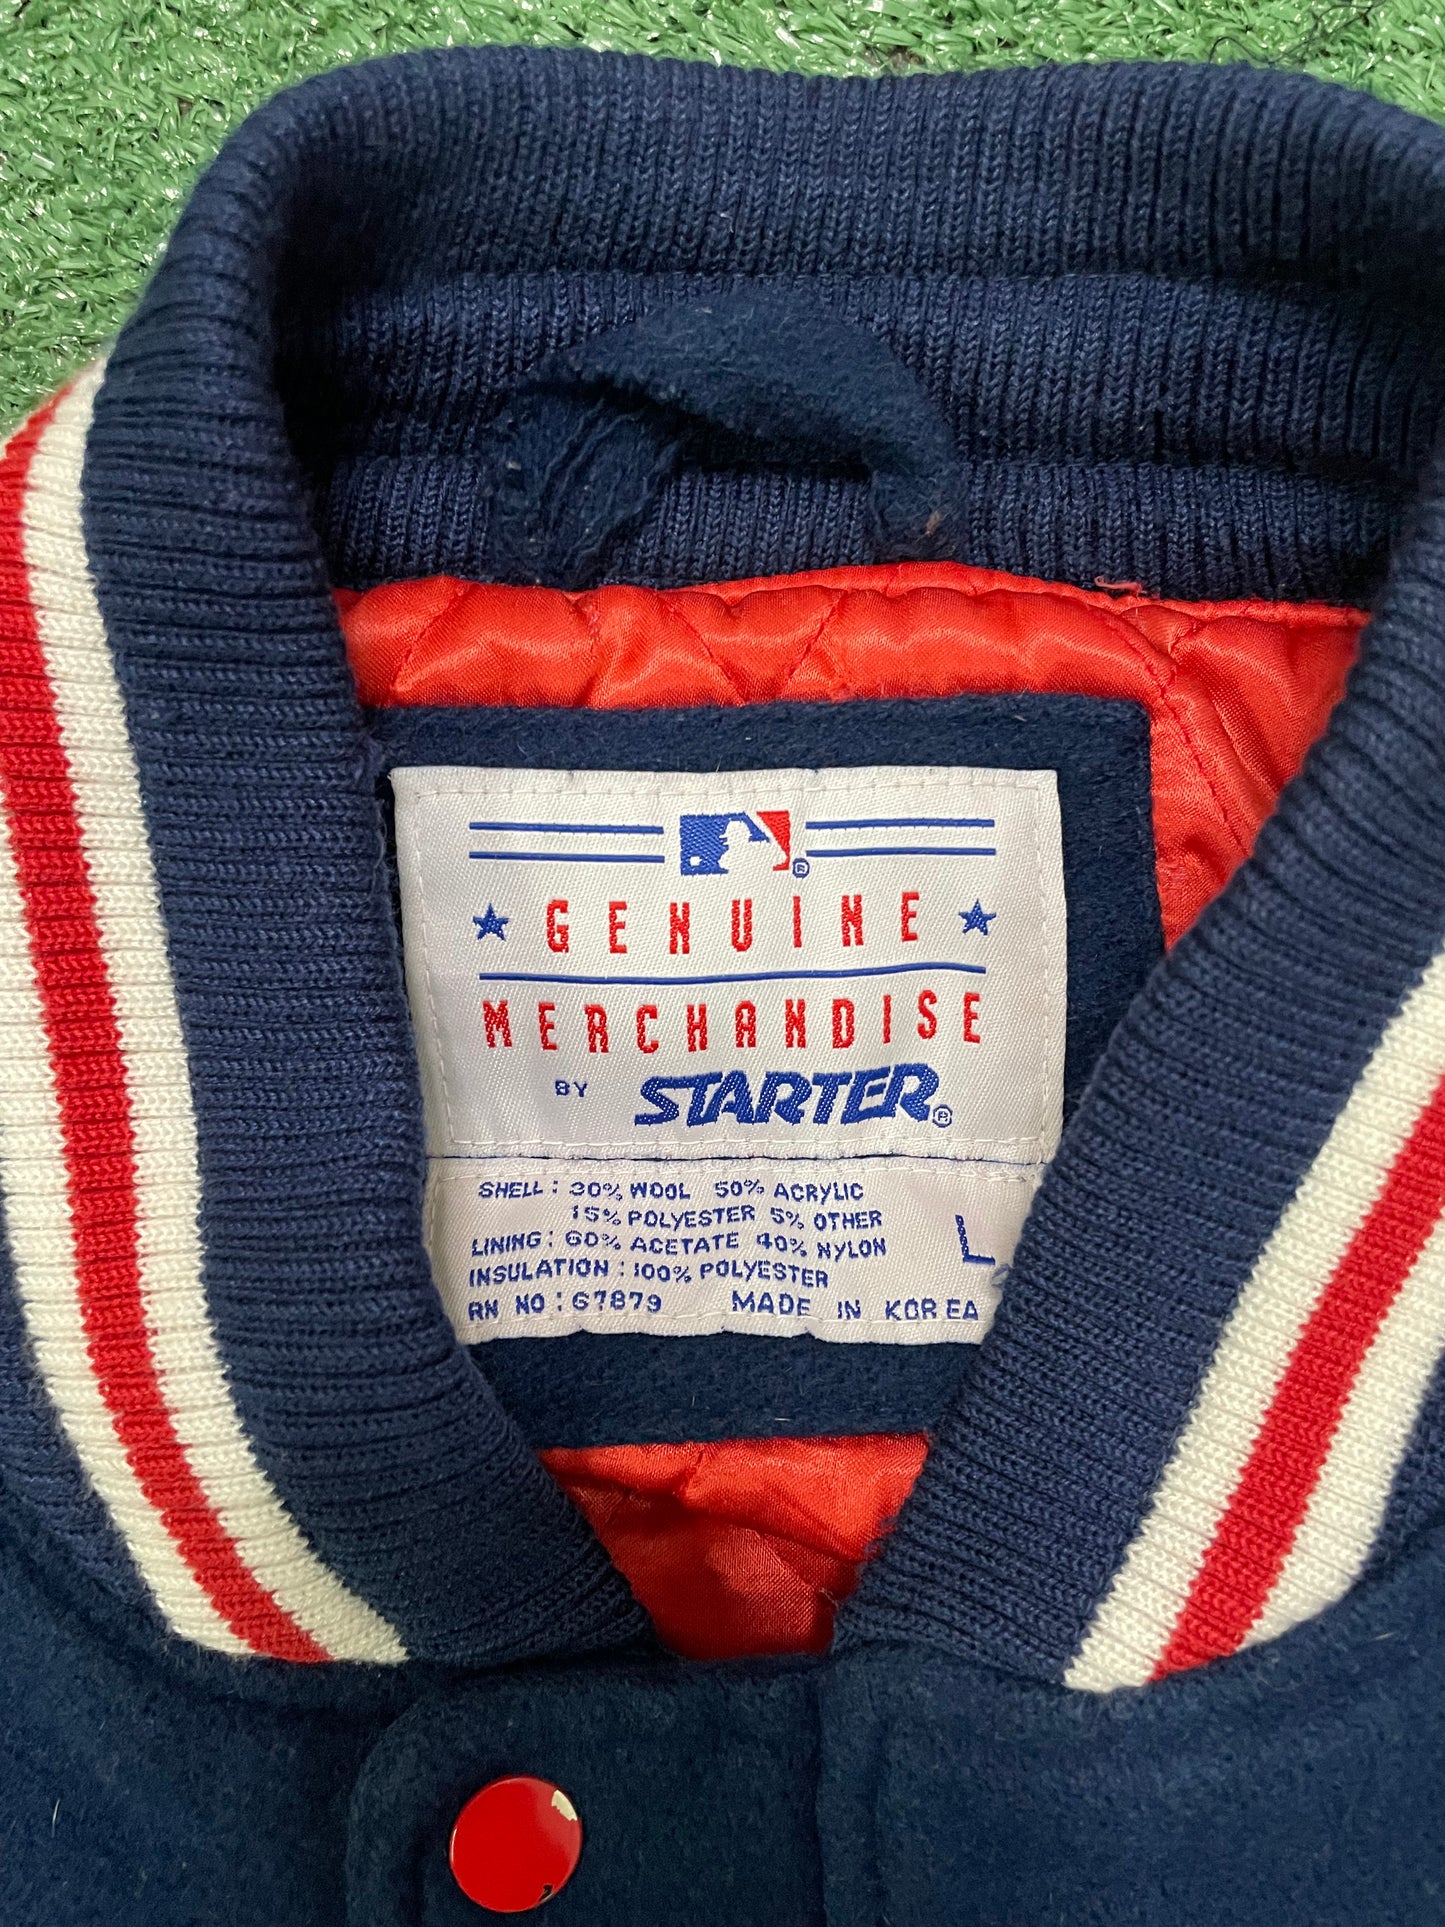 GENUINE
MERCHANDISE
BY STARTER®
SHELL: 30% WOOL 50% ACRYLIC
15% POLYESTER 5% OTHER
LINING: 60% ACETATE 40% NYLON
INSULATION: 100% POLYESTER
L
RN NO: 67879 MADE IN KOREA